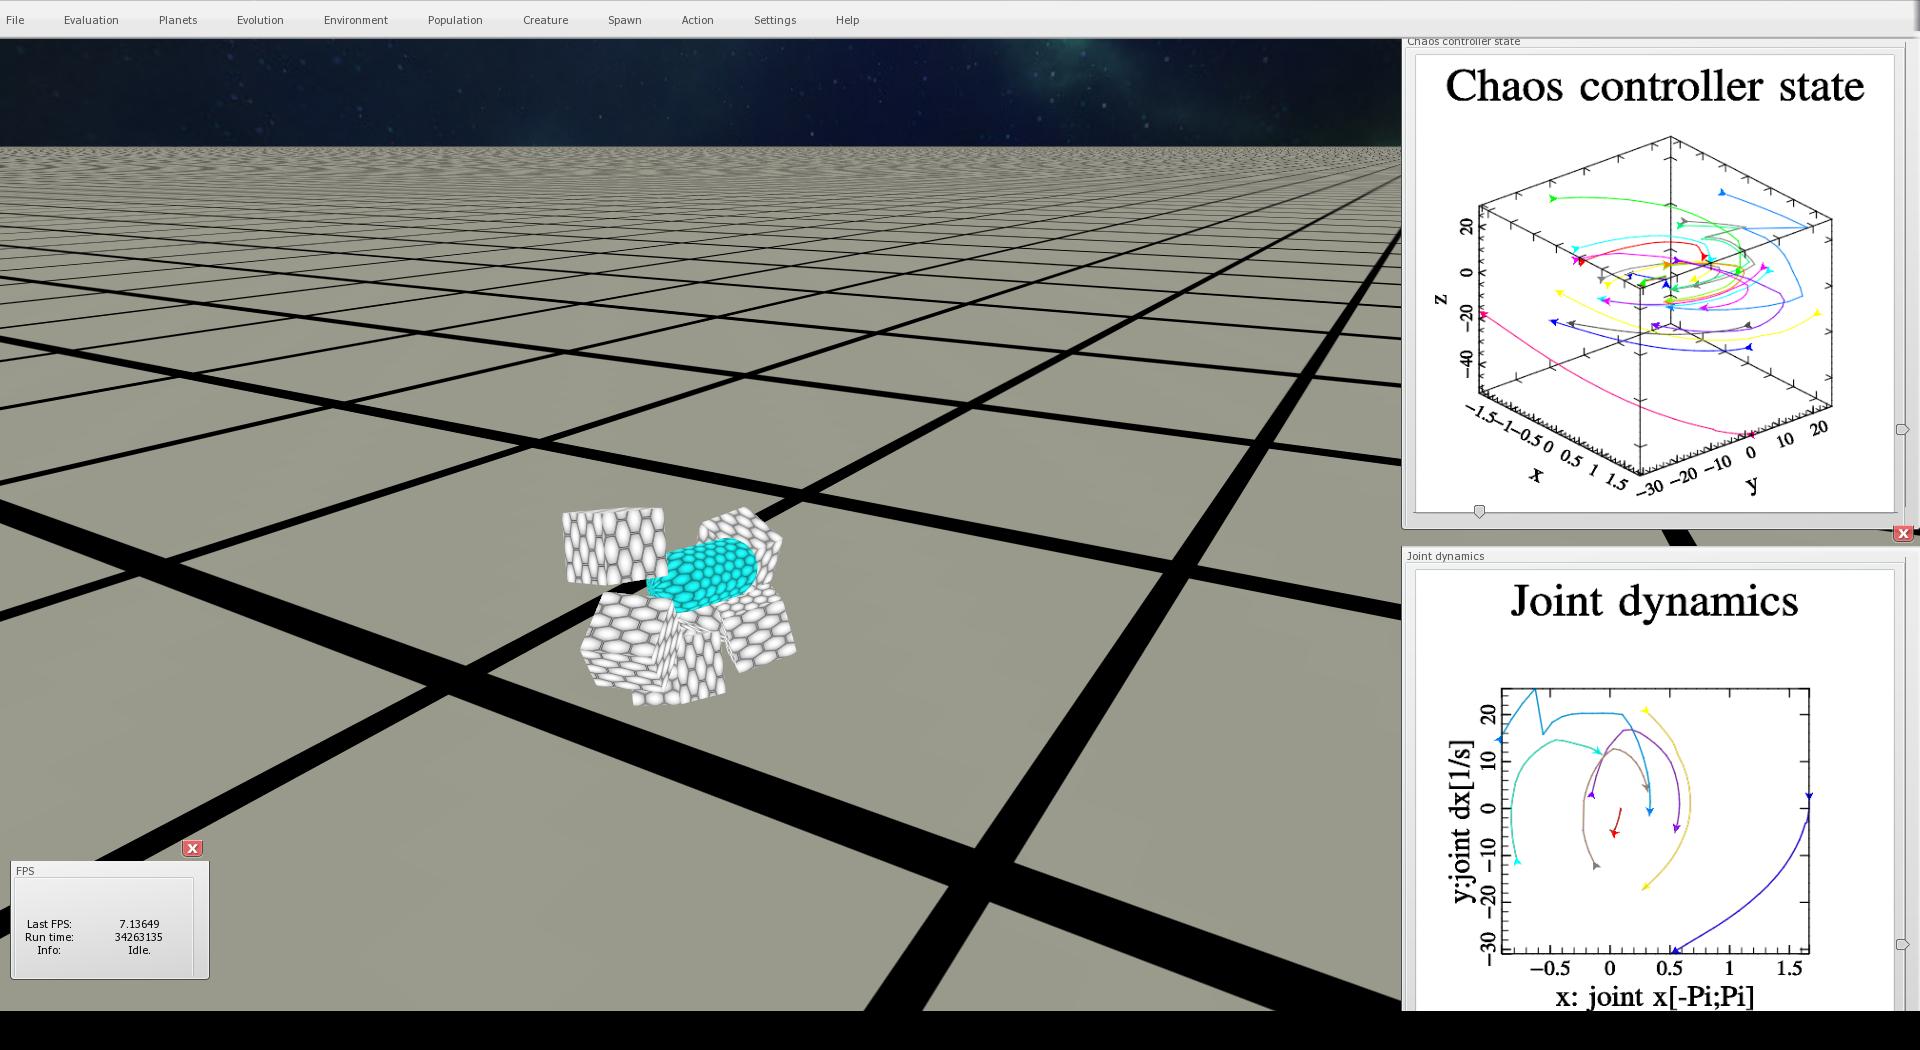 File Evaluation Planets Evolution Environment Population Creature Spawn Action Settings Help
Chaos controller state
Chaos controller state
20
0
−20
−40
z
−1.5 −1 −0.5 0 0.5 1 1.5
x
−30 −20 −10 0 10 20
y
X
Joint dynamics
Joint dynamics
20
10
0
−10
−20
−30
y:joint dx[1/s]
−0.5 0 0.5 1 1.5
x: joint x[-Pi;Pi]
X
FPS
Last FPS: 7.13649
Run time: 34263135
Info: Idle.